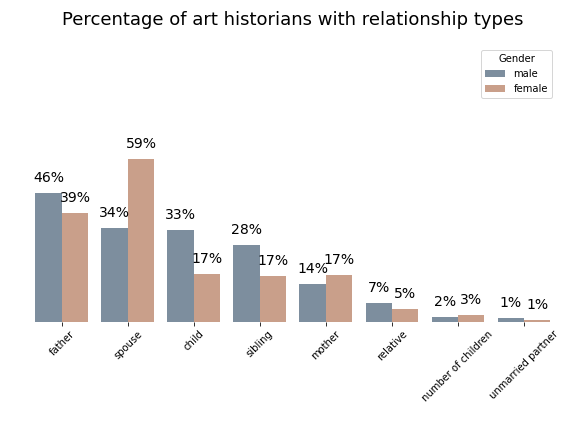 Percentage of art historians with relationship types
Gender
male
female
46%
39%
34%
59%
33%
17%
28%
17%
14%
17%
7%
5%
2%
3%
1%
1%
father
spouse
child
sibling
mother
relative
number of children
unmarried partner